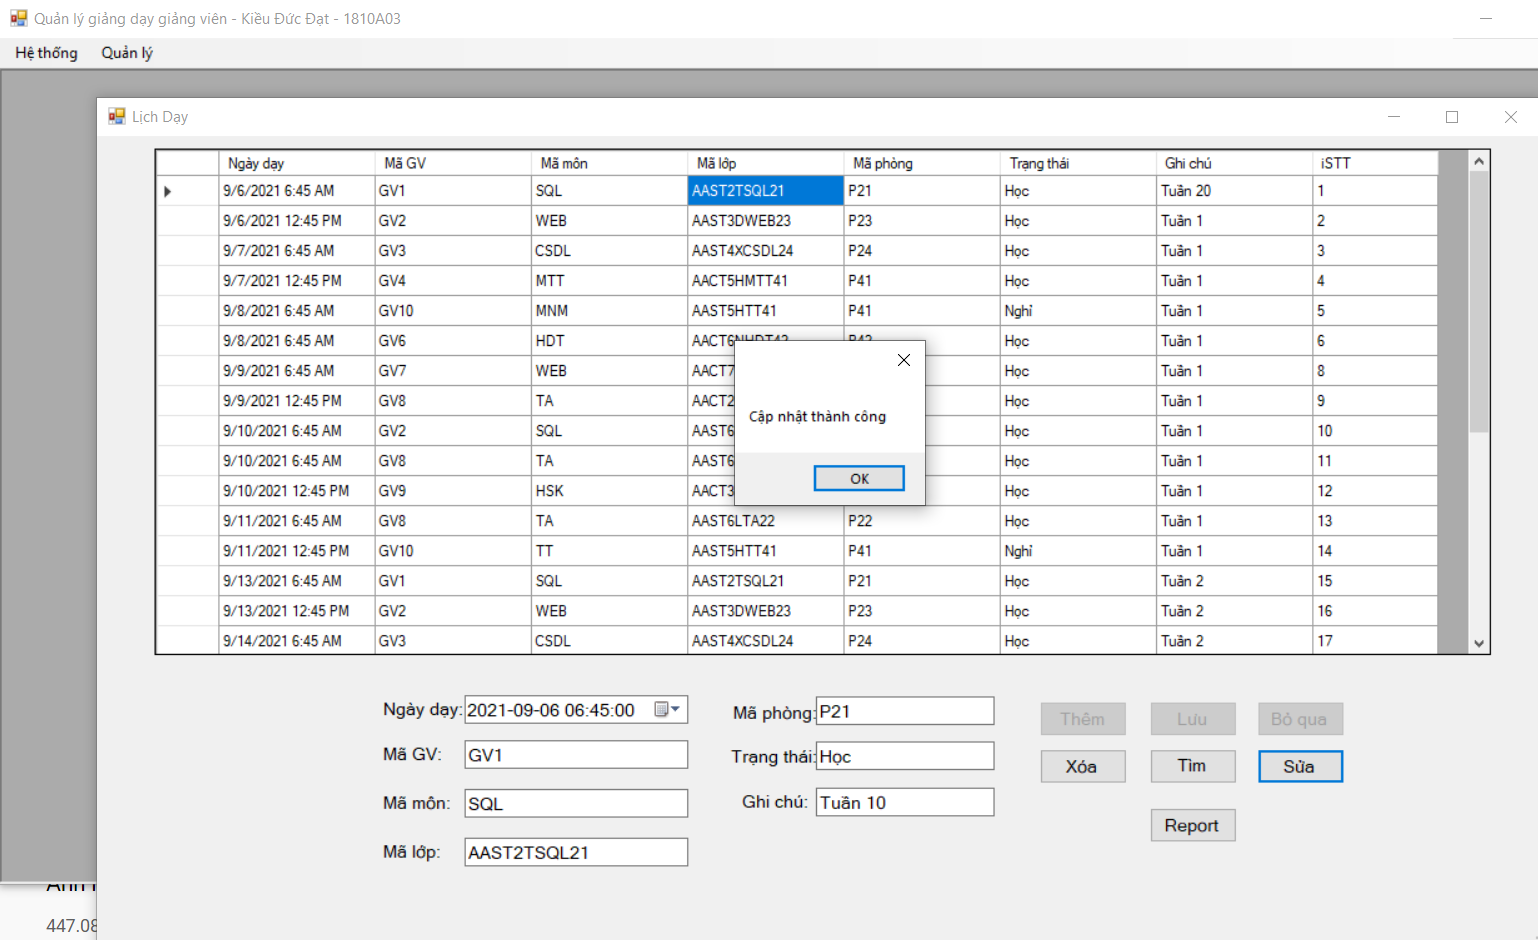 Quản lý giảng dạy giảng viên - Kiều Đức Đạt - 1810A03
Hệ thống Quản lý
Lịch Dạy
Ngày dạy Mã GV Mã môn Mã lớp Mã phòng Trạng thái Ghi chú iSTT
9/6/2021 6:45 AM GV1 SQL AAST2TSQL21 P21 Học Tuần 20 1
9/6/2021 12:45 PM GV2 WEB AAST3DWEB23 P23 Học Tuần 1 2
9/7/2021 6:45 AM GV3 CSDL AAST4XCSDL24 P24 Học Tuần 1 3
9/7/2021 12:45 PM GV4 MTT AACT5HMTT41 P41 Học Tuần 1 4
9/8/2021 6:45 AM GV10 MNM AAST5HTT41 P41 Nghỉ Tuần 1 5
9/8/2021 6:45 AM GV6 HDT Học Tuần 1 6
9/9/2021 6:45 AM GV7 WEB AACT7 Học Tuần 1 8
9/9/2021 12:45 PM GV8 TA AACT2 Học Tuần 1 9
9/10/2021 6:45 AM GV2 SQL AAST6 Học Tuần 1 10
9/10/2021 6:45 AM GV8 TA AAST6 Học Tuần 1 11
9/10/2021 12:45 PM GV9 HSK AACT3 Học Tuần 1 12
9/11/2021 6:45 AM GV8 TA AAST6LTA22 P22 Học Tuần 1 13
9/11/2021 12:45 PM GV10 TT AAST5HTT41 P41 Nghỉ Tuần 1 14
9/13/2021 6:45 AM GV1 SQL AAST2TSQL21 P21 Học Tuần 2 15
9/13/2021 12:45 PM GV2 WEB AAST3DWEB23 P23 Học Tuần 2 16
9/14/2021 6:45 AM GV3 CSDL AAST4XCSDL24 P24 Học Tuần 2 17
Cập nhật thành công
OK
Ngày dạy: 2021-09-06 06:45:00 Mã phòng: P21 Thêm Lưu Bỏ qua
Mã GV: GV1 Trạng thái: Học Xóa Tìm Sửa
Mã môn: SQL Ghi chú: Tuần 10
Report
Mã lớp: AAST2TSQL21
447.08